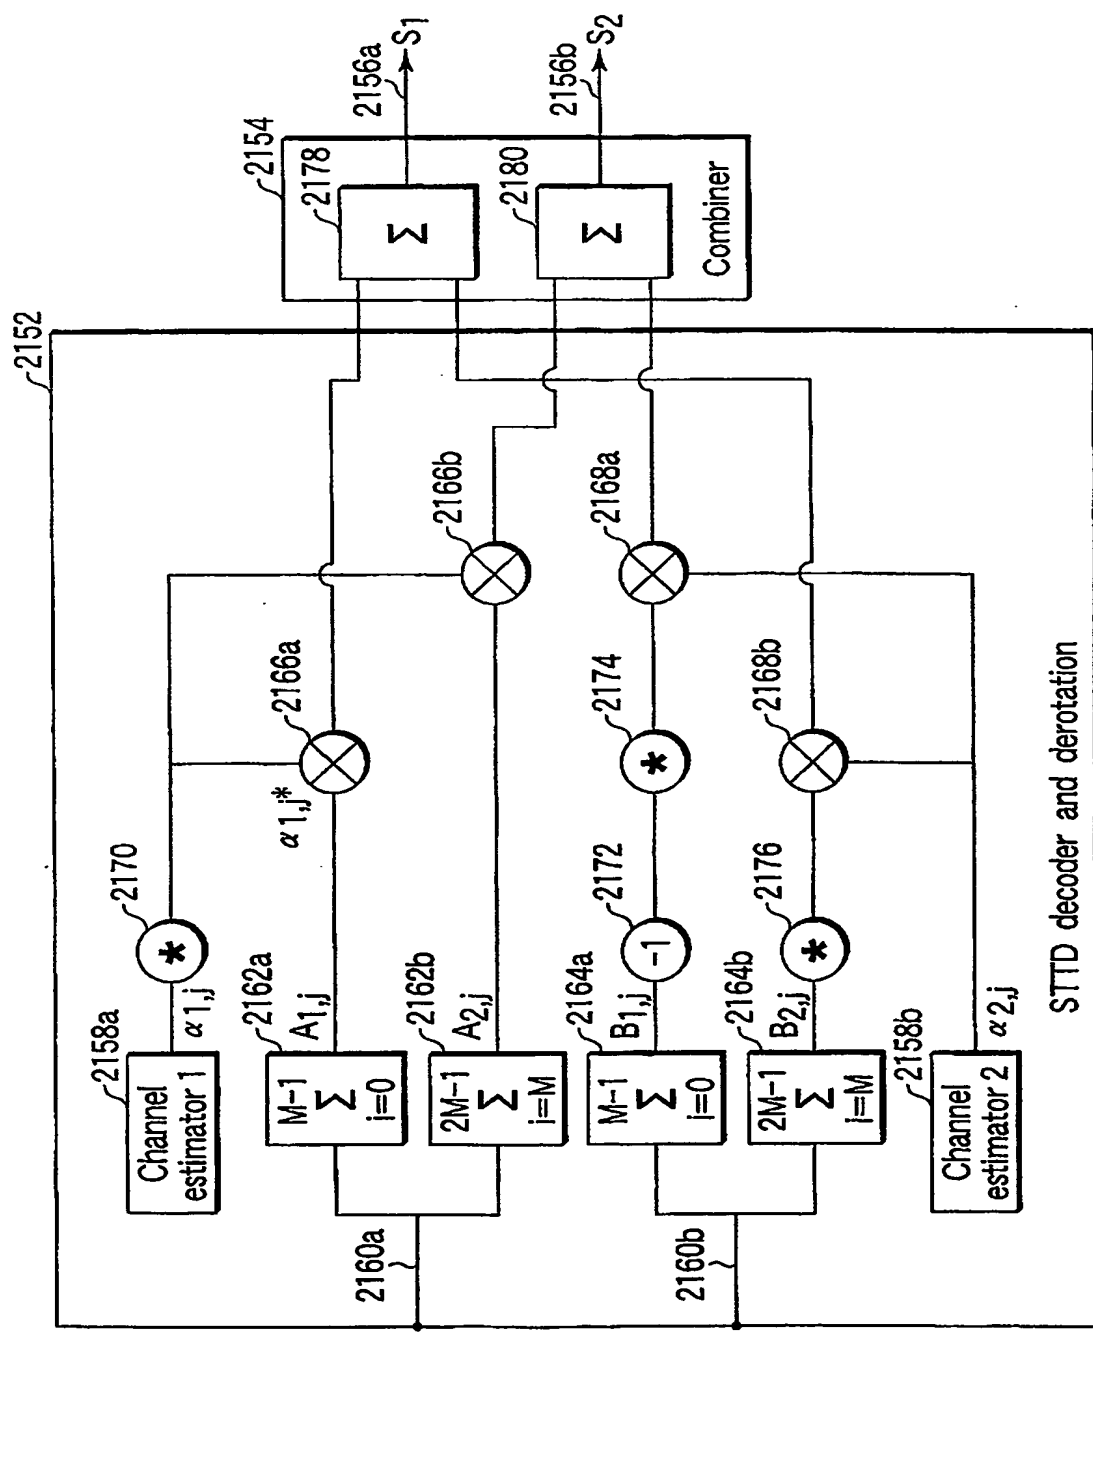 2152
2158a
Channel
estimator 1
α1,j
2170
*
2160a
2162a
M-1
Σ
i=0
A1,j
α1,j*
2166a
2162b
2M-1
Σ
i=M
A2,j
2166b
2160b
2164a
M-1
Σ
i=0
B1,j
2172
-1
2174
*
2168a
2164b
2M-1
Σ
i=M
B2,j
2176
*
2168b
2158b
Channel
estimator 2
α2,j
STTD decoder and derotation
2154
2178
Σ
2156a
S1
2180
Σ
2156b
S2
Combiner